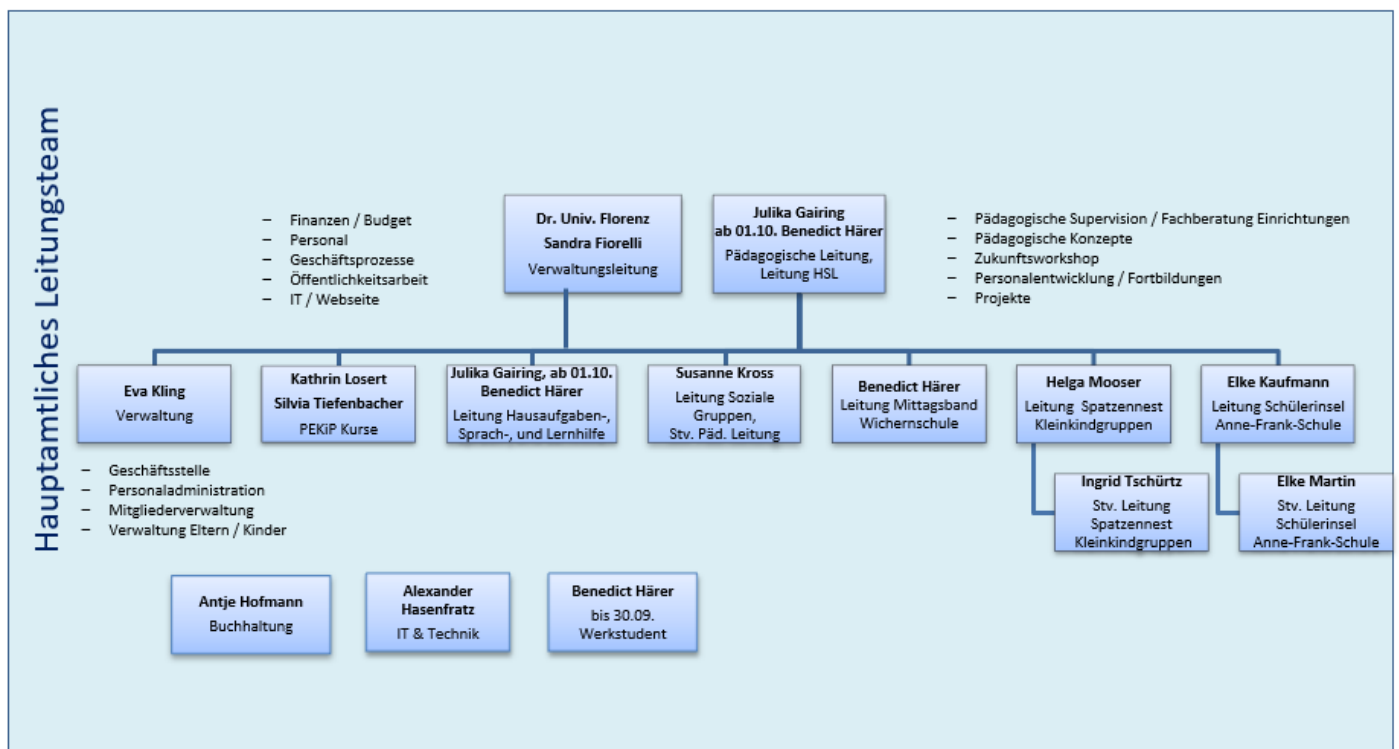 Hauptamtliches Leitungsteam
– Finanzen / Budget
– Personal
– Geschäftsprozesse
– Öffentlichkeitsarbeit
– IT / Webseite
Dr. Univ. Florenz
Sandra Fiorelli
Verwaltungsleitung
Julika Gairing
ab 01.10. Benedict Härer
Pädagogische Leitung,
Leitung HSL
– Pädagogische Supervision / Fachberatung Einrichtungen
– Pädagogische Konzepte
– Zukunftsworkshop
– Personalentwicklung / Fortbildungen
– Projekte
Eva Kling
Verwaltung
Kathrin Losert
Silvia Tiefenbacher
PEKiP Kurse
Julika Gairing, ab 01.10.
Benedict Härer
Leitung Hausaufgaben-,
Sprach-, und Lernhilfe
Susanne Kross
Leitung Soziale
Gruppen,
Stv. Päd. Leitung
Benedict Härer
Leitung Mittagsband
Wichernschule
Helga Mooser
Leitung Spatzennest
Kleinkindgruppen
Elke Kaufmann
Leitung Schülerinsel
Anne-Frank-Schule
– Geschäftsstelle
– Personaladministration
– Mitgliederverwaltung
– Verwaltung Eltern / Kinder
Ingrid Tschürtz
Stv. Leitung
Spatzennest
Kleinkindgruppen
Elke Martin
Stv. Leitung
Schülerinsel
Anne-Frank-Schule
Antje Hofmann
Buchhaltung
Alexander
Hasenfratz
IT & Technik
Benedict Härer
bis 30.09.
Werkstudent